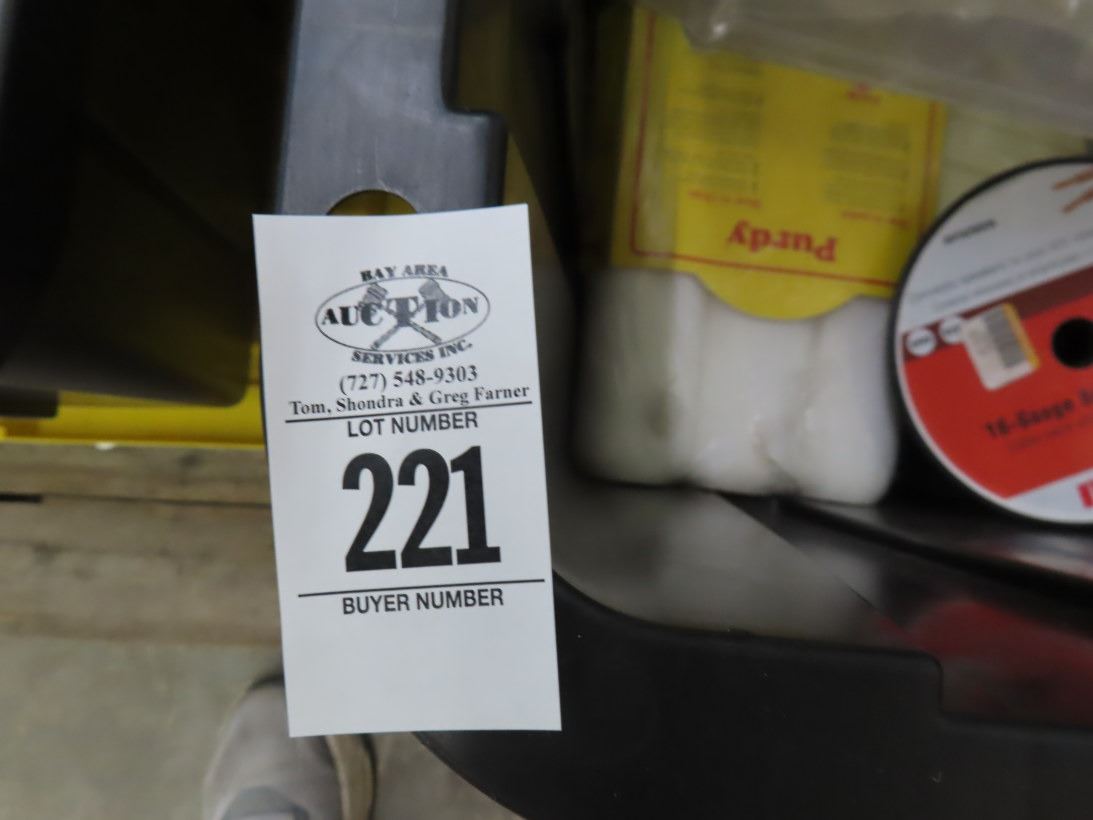 BAY AREA
AUCTION
SERVICES INC.
(727) 548-9303
Tom, Shondra & Greg Farner
LOT NUMBER
221
BUYER NUMBER
Purdy
16-Gauge